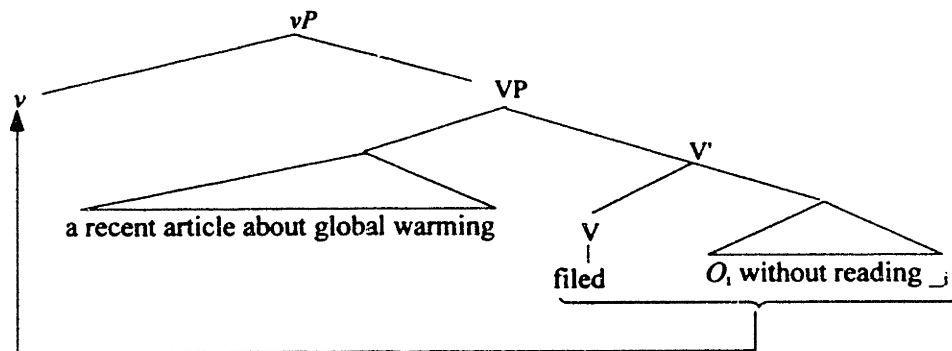 vP
v
VP
V'
a recent article about global warming
V
filed
Oᵢ without reading _ᵢ